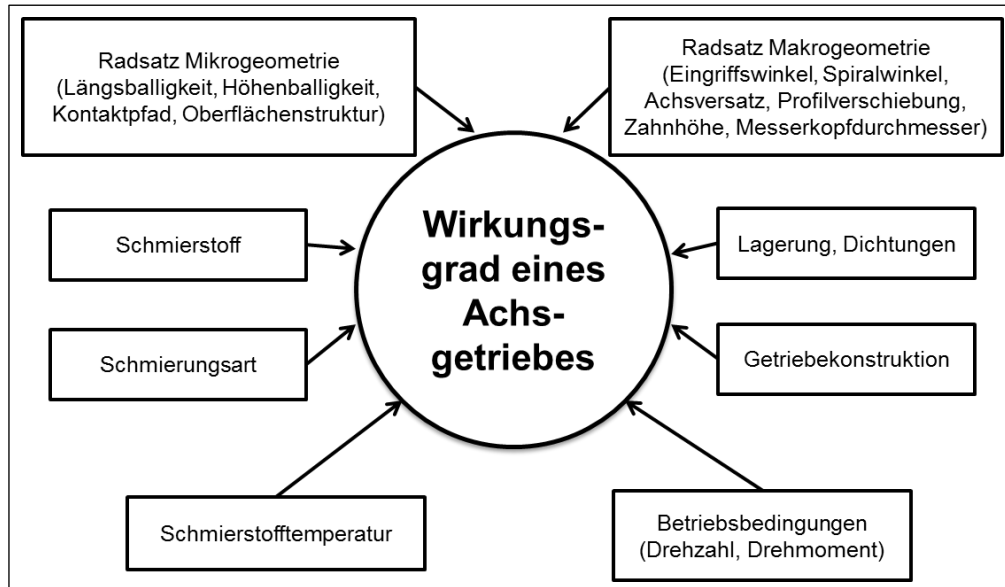 Radsatz Mikrogeometrie
(Längsballigkeit, Höhenballigkeit,
Kontaktpfad, Oberflächenstruktur)
Radsatz Makrogeometrie
(Eingriffswinkel, Spiralwinkel,
Achsversatz, Profilverschiebung,
Zahnhöhe, Messerkopfdurchmesser)
Wirkungs-
grad eines
Achs-
getriebes
Schmierstoff
Lagerung, Dichtungen
Schmierungsart
Getriebekonstruktion
Schmierstofftemperatur
Betriebsbedingungen
(Drehzahl, Drehmoment)